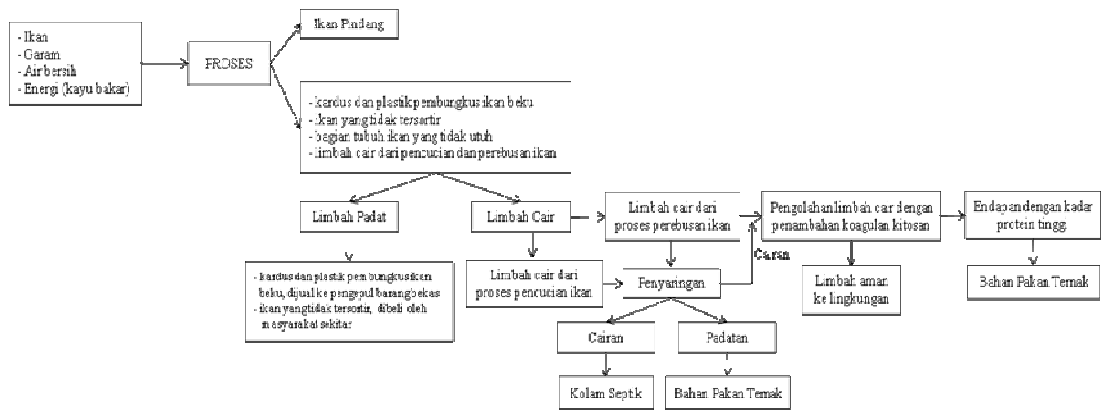 - Ikan
- Garam
- Air bersih
- Energi (kayu bakar)
PROSES
Ikan Pindang
- kardus dan plastik pembungkus ikan beku
- ikan yang tidak tersortir
- bagian tubuh ikan yang tidak utuh
- limbah cair dari pencucian dan perebusan ikan
Limbah Padat
Limbah Cair
Limbah cair dari
proses perebusan ikan
Pengolahan limbah cair dengan
penambahan koagulan kitosan
Endapan dengan kadar
protein tinggi
- kardus dan plastik pembungkus ikan
beku, dijual ke pengepul barang bekas
- ikan yang tidak tersortir, dibeli oleh
masyarakat sekitar
Limbah cair dari
proses pencucian ikan
Penyaringan
Cairan
Limbah aman
ke lingkungan
Bahan Pakan Ternak
Cairan
Padatan
Kolam Septik
Bahan Pakan Ternak